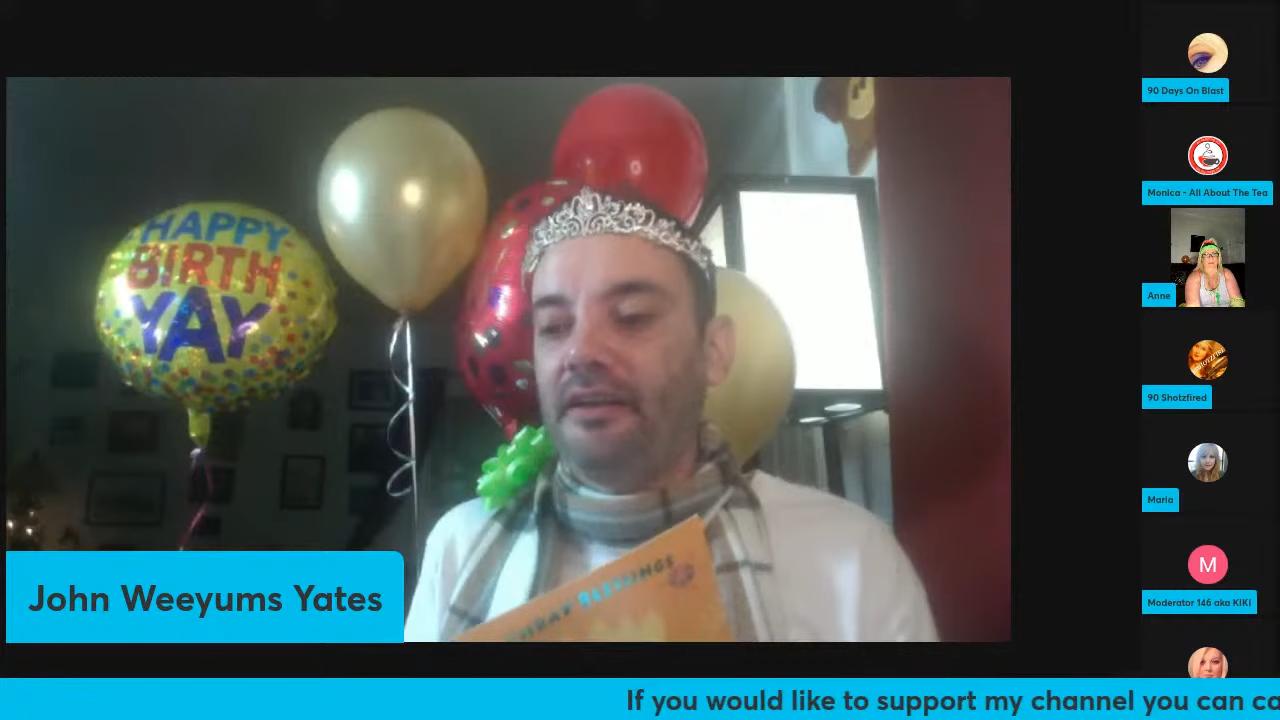 HAPPY
BIRTH
YAY
BLESSINGS
John Weeyums Yates
90 Days On Blast
Monica - All About The Tea
Anne
90 Shotzfired
Maria
M
Moderator 146 aka KiKi
If you would like to support my channel you can